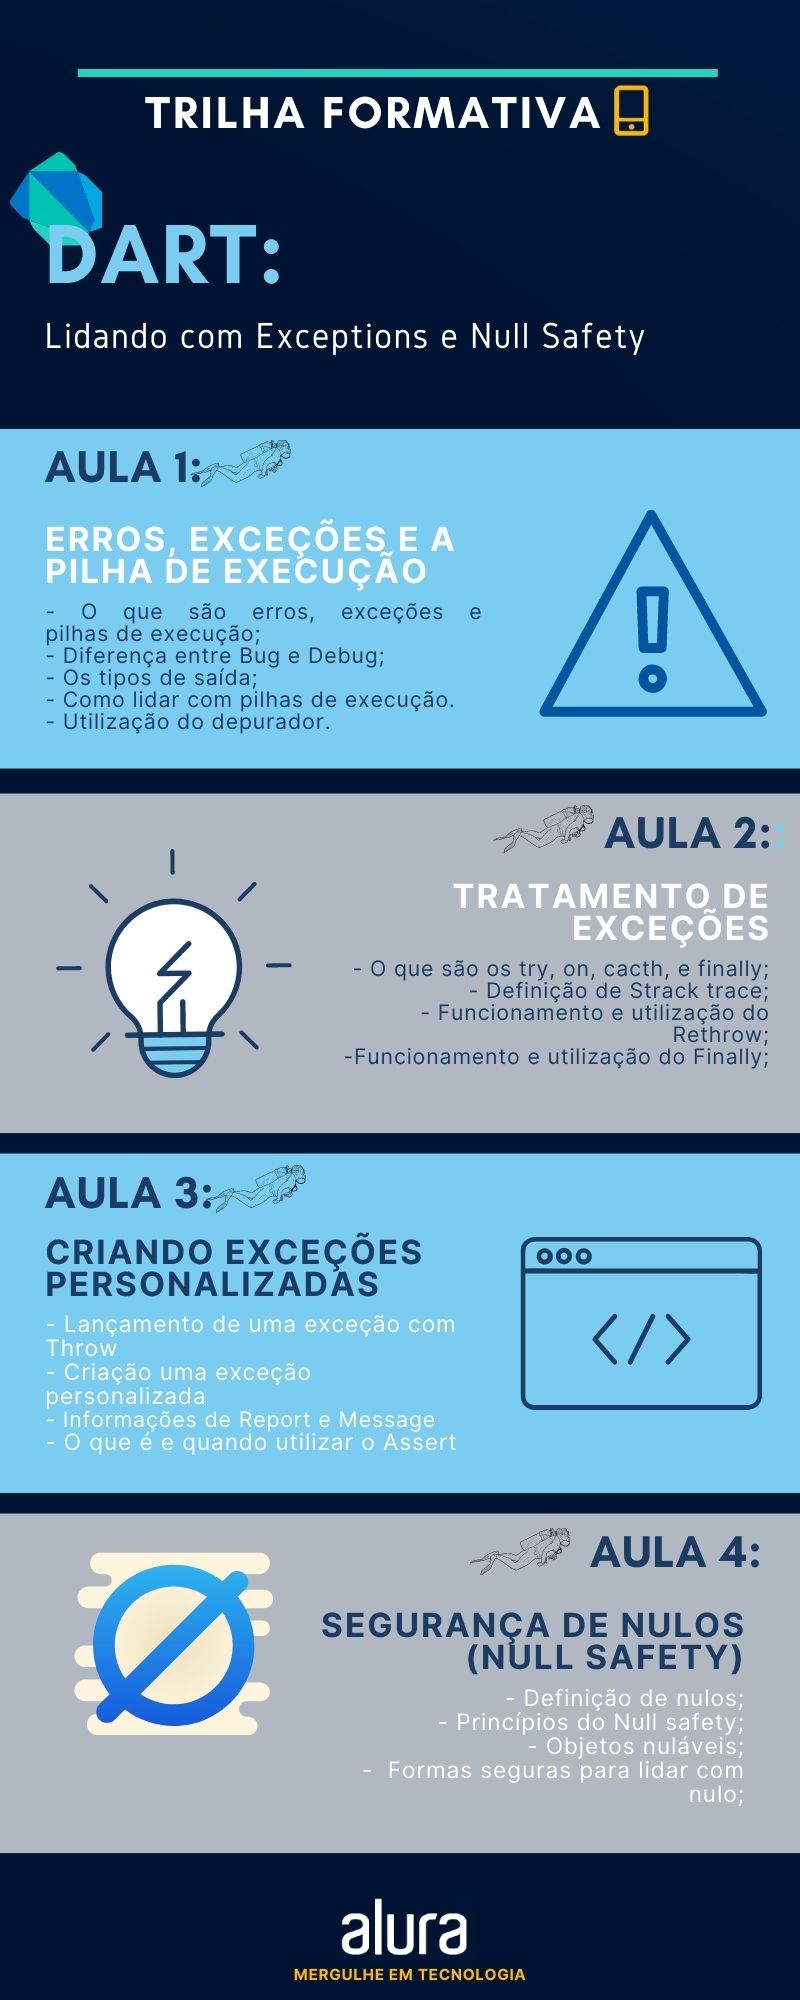 TRILHA FORMATIVA
DART:
Lidando com Exceptions e Null Safety
AULA 1:
ERROS, EXCEÇÕES E A
PILHA DE EXECUÇÃO
- O que são erros, exceções e
pilhas de execução;
- Diferença entre Bug e Debug;
- Os tipos de saída;
- Como lidar com pilhas de execução.
- Utilização do depurador.
AULA 2::
TRATAMENTO DE
EXCEÇÕES
- O que são os try, on, cacth, e finally;
- Definição de Strack trace;
- Funcionamento e utilização do
Rethrow;
-Funcionamento e utilização do Finally;
AULA 3:
CRIANDO EXCEÇÕES
PERSONALIZADAS
- Lançamento de uma exceção com
Throw
- Criação uma exceção
personalizada
- Informações de Report e Message
- O que é e quando utilizar o Assert
AULA 4:
SEGURANÇA DE NULOS
(NULL SAFETY)
- Definição de nulos;
- Princípios do Null safety;
- Objetos nuláveis;
- Formas seguras para lidar com
nulo;
alura
MERGULHE EM TECNOLOGIA